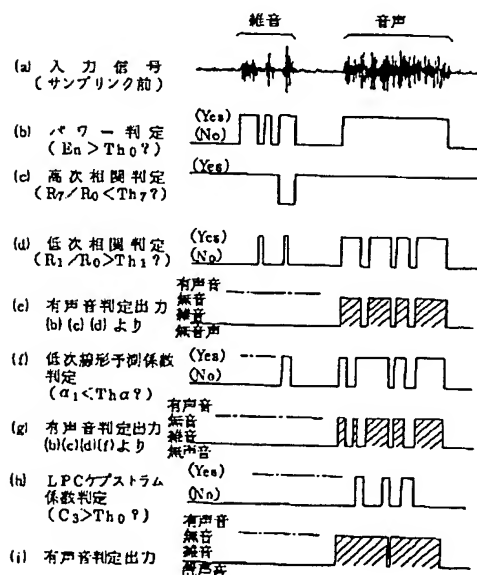 雑音 音声
(a) 入力信号
(サンプリンク前)
(b) パワー判定 (Yes)
(En>Th0?) (No)
(c) 高次相関判定 (Yes)
(R7/R0<Th7?)
(d) 低次相関判定 (Yes)
(R1/R0>Th1?) (No)
有声音
(e) 有声音判定出力 無音
(b)(c)(d)より 雑音
無音声
(f) 低次線形予測係数 (Yes)
判定 (No)
(α1<Thα?)
有声音
(g) 有声音判定出力 無音
(b)(c)(d)(f)より 雑音
無声音
(h) LPCケプストラム (Yes)
係数判定 (No)
(C3>Th0?)
有声音
(i) 有声音判定出力 無音
雑音
無声音